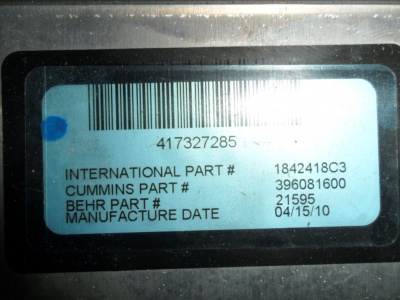 417327285
INTERNATIONAL PART # 1842418C3
CUMMINS PART # 396081600
BEHR PART # 21595
MANUFACTURE DATE 04/15/10